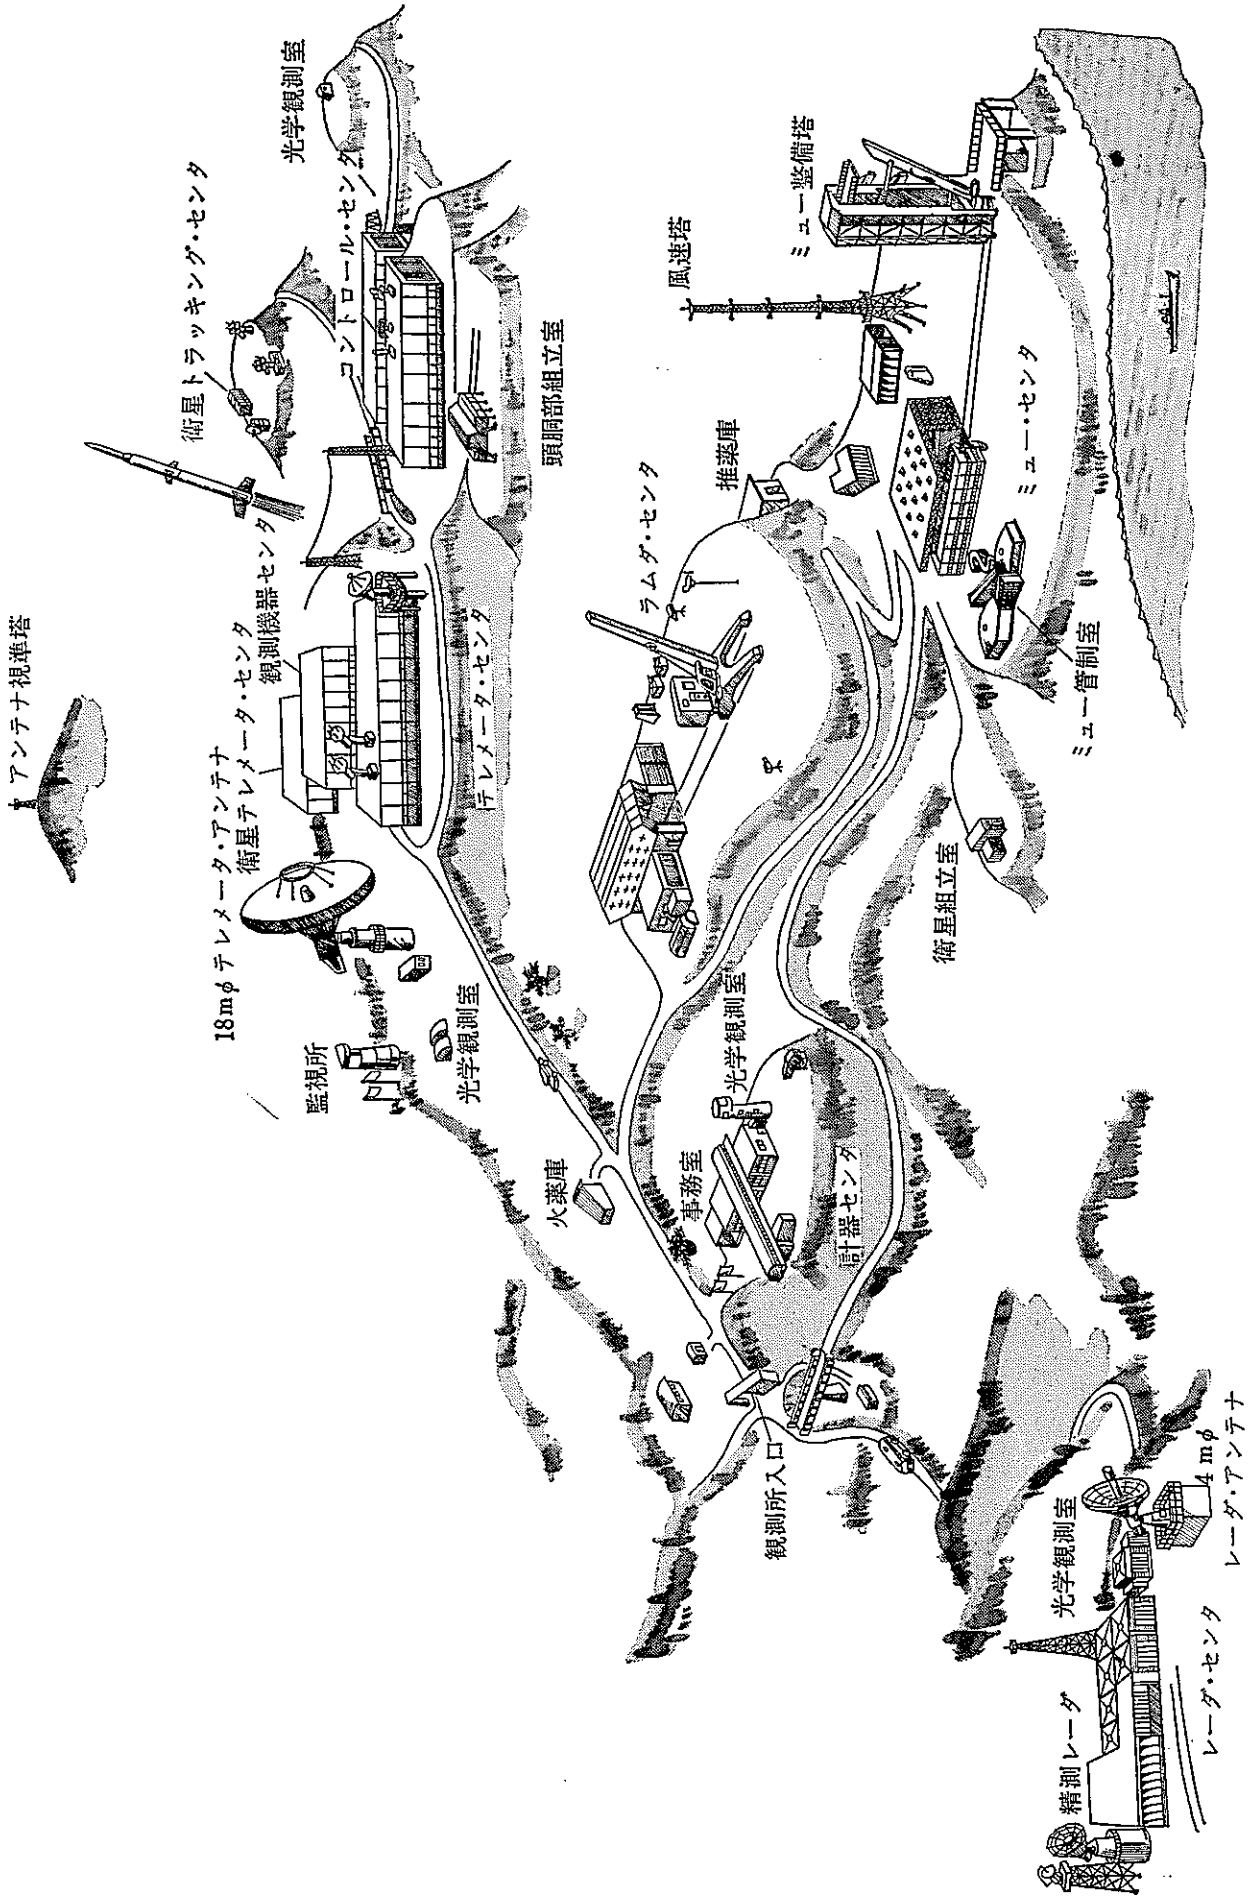 アンテナ視準塔
18mφテレメータ・アンテナ
衛星テレメータ・センタ
観測機器センタ
衛星トラッキング・センタ
光学観測室
コントロール・センタ
監視所
光学観測室
テレメータ・センタ
頭胴部組立室
火薬庫
事務室
光学観測室
計器センタ
ラムダ・センタ
推薬庫
風速塔
ミュー整備塔
観測所入口
衛星組立室
ミュー管制室
ミュー・センタ
精測レーダ
光学観測室
レーダ・センタ
4mφ
レーダ・アンテナ